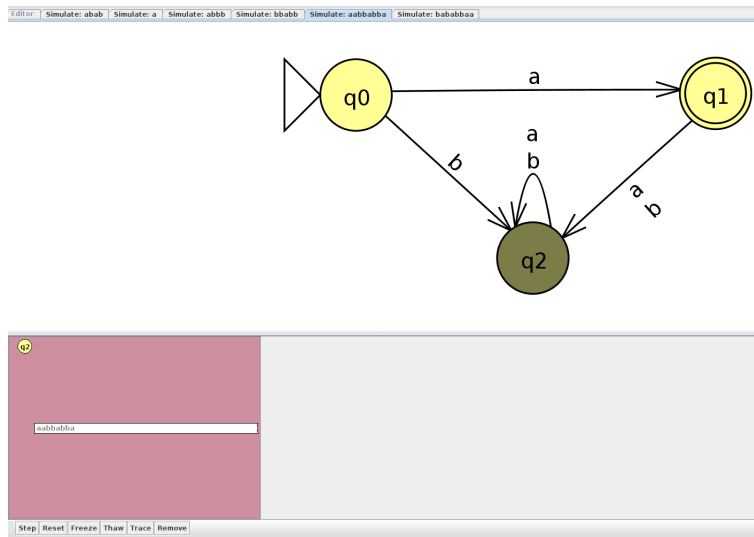 Editor Simulate: abab Simulate: a Simulate: abbb Simulate: bbabb Simulate: aabbabba Simulate: bababbaa
a
q0
q1
b
a
b
a
b
q2
q2
aabbabba
Step Reset Freeze Thaw Trace Remove